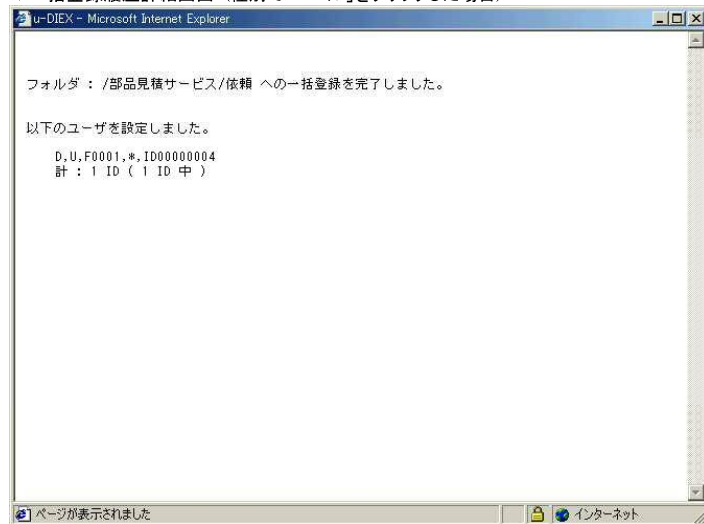 u-DIEX - Microsoft Internet Explorer
フォルダ : /部品見積サービス/依頼 への一括登録を完了しました。
以下のユーザを設定しました。
D,U,F0001,*,ID00000004
計 : 1 ID ( 1 ID 中 )
ページが表示されました
インターネット